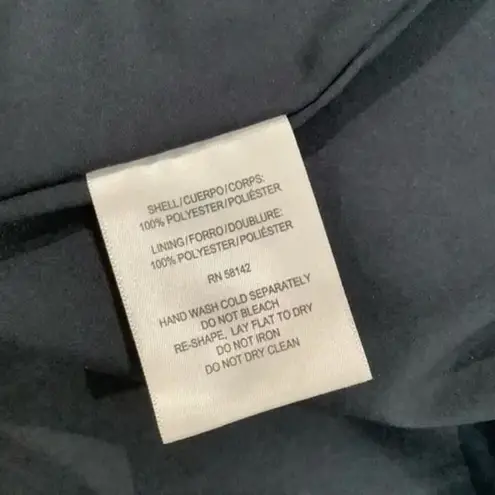 SHELL/CUERPO/CORPS:
100% POLYESTER/POLIÉSTER
LINING/FORRO/DOUBLURE:
100% POLYESTER/POLIÉSTER
RN 58142
HAND WASH COLD SEPARATELY
DO NOT BLEACH
RE-SHAPE, LAY FLAT TO DRY
DO NOT IRON
DO NOT DRY CLEAN